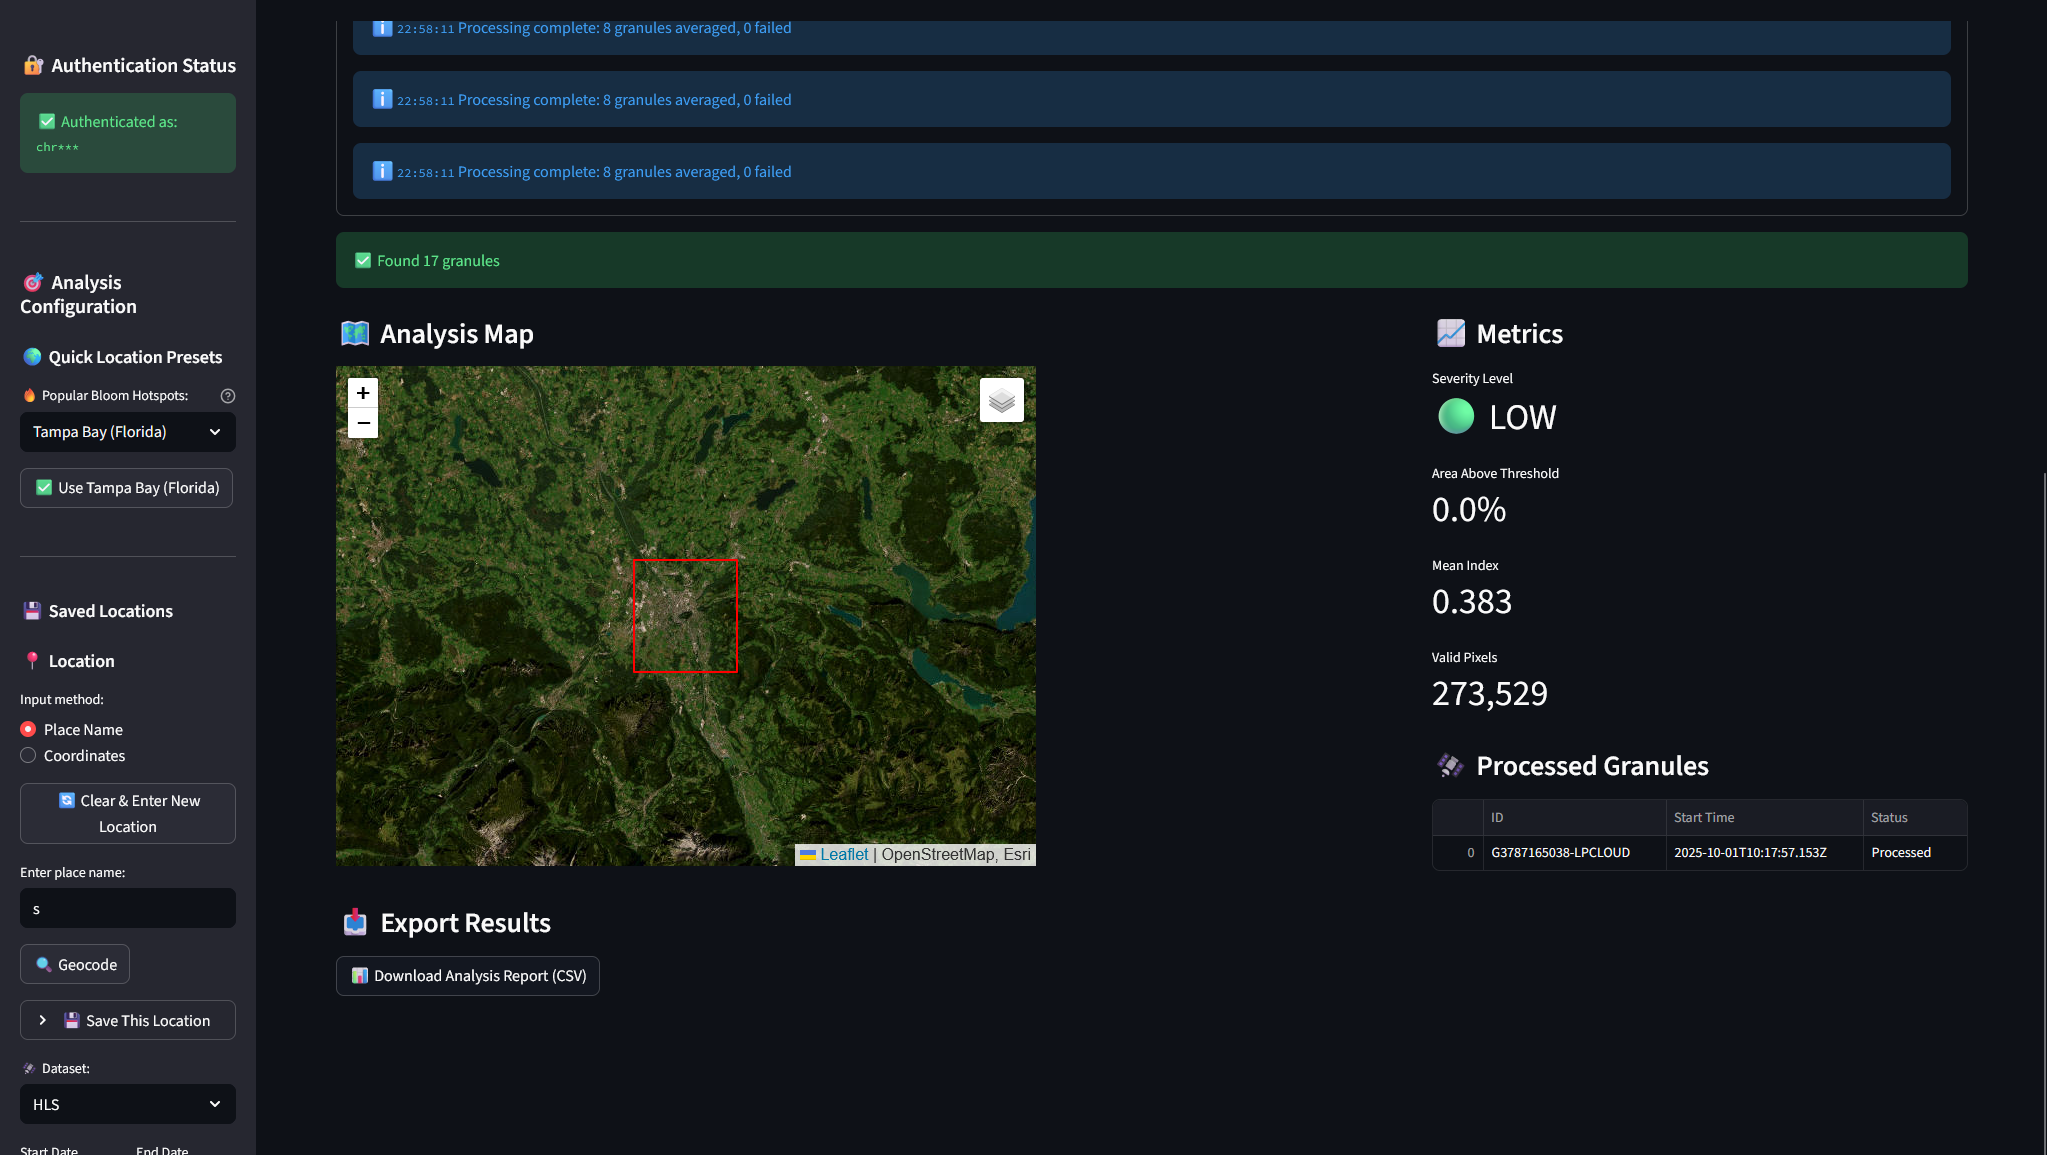 Authentication Status
Authenticated as:
chr***
Analysis
Configuration
Quick Location Presets
Popular Bloom Hotspots:
Tampa Bay (Florida)
Use Tampa Bay (Florida)
Saved Locations
Location
Input method:
Place Name
Coordinates
Clear & Enter New
Location
Enter place name:
s
Geocode
Save This Location
Dataset:
HLS
Start Date
End Date
22:58:11 Processing complete: 8 granules averaged, 0 failed
22:58:11 Processing complete: 8 granules averaged, 0 failed
22:58:11 Processing complete: 8 granules averaged, 0 failed
Found 17 granules
Analysis Map
+
−
Leaflet | OpenStreetMap, Esri
Export Results
Download Analysis Report (CSV)
Metrics
Severity Level
LOW
Area Above Threshold
0.0%
Mean Index
0.383
Valid Pixels
273,529
Processed Granules
ID Start Time Status
0 G3787165038-LPCLOUD 2025-10-01T10:17:57.153Z Processed